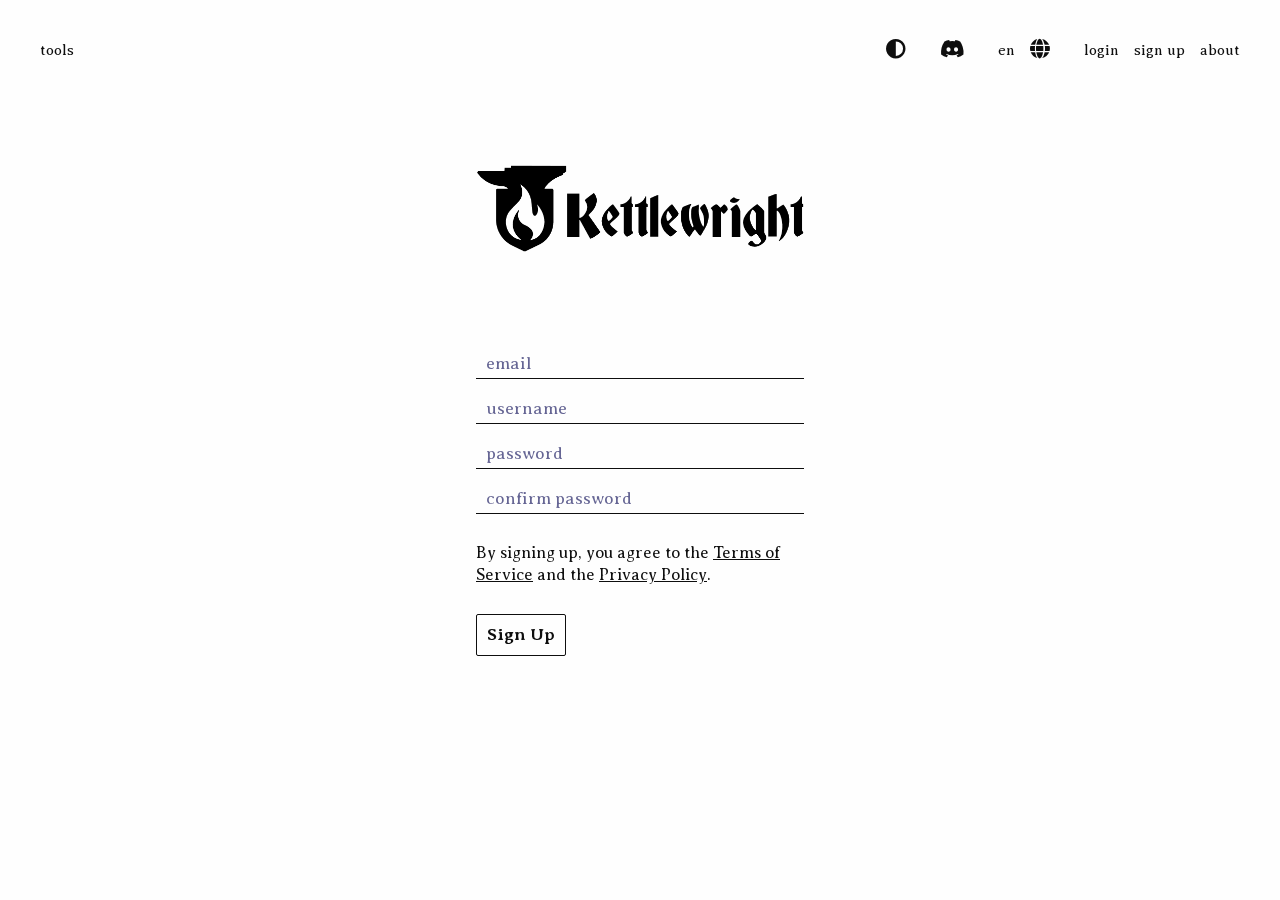 tools
en
login
sign up
about
Kettlewright
email
username
password
confirm password
By signing up, you agree to the Terms of
Service and the Privacy Policy.
Sign Up